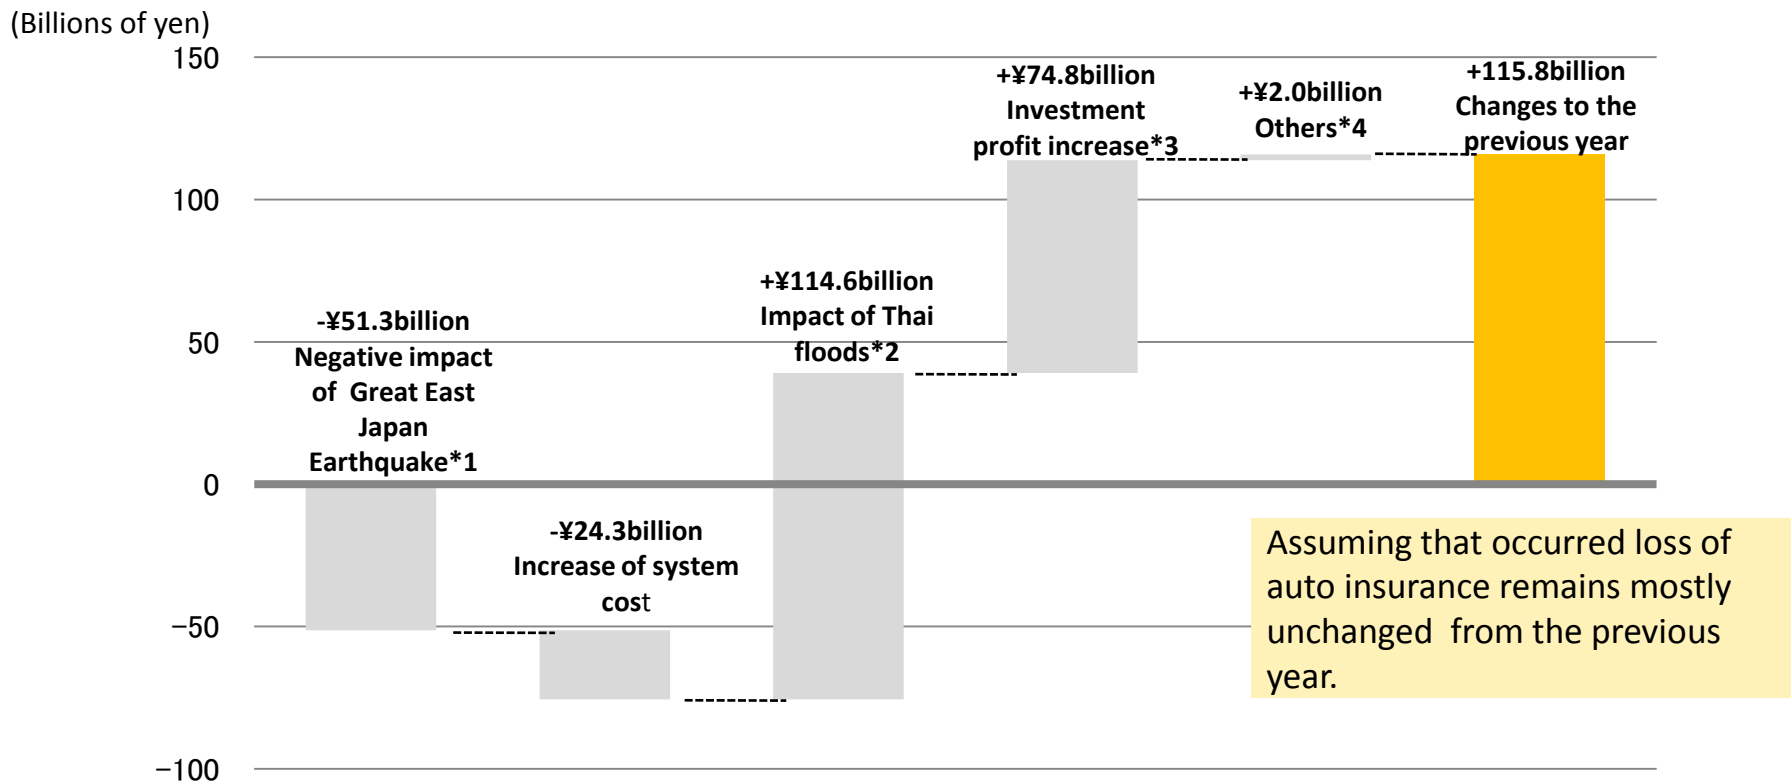 (Billions of yen)
150
100
50
0
−50
−100
-¥51.3billion
Negative impact
of  Great East
Japan
Earthquake*1
-¥24.3billion
Increase of system
cost
+¥114.6billion
Impact of Thai
floods*2
+¥74.8billion
Investment
profit increase*3
+¥2.0billion
Others*4
+115.8billion
Changes to the
previous year
Assuming that occurred loss of
auto insurance remains mostly
unchanged  from the previous
year.